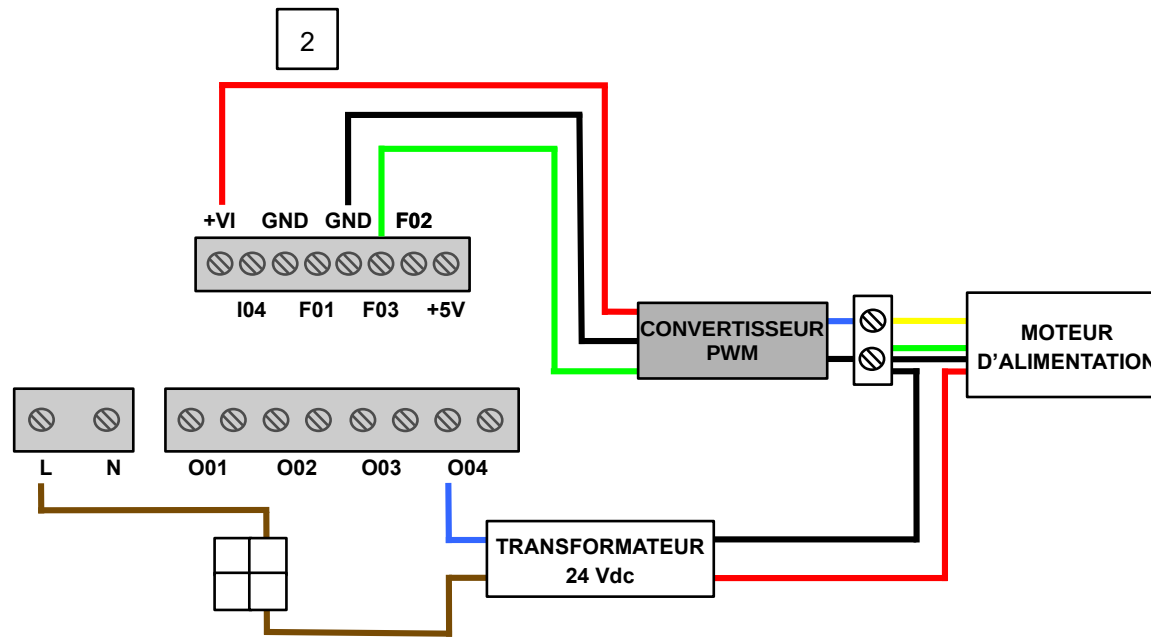 2
+VI GND GND F02
I04 F01 F03 +5V
CONVERTISSEUR
PWM
MOTEUR
D’ALIMENTATION
L N O01 O02 O03 O04
TRANSFORMATEUR
24 Vdc